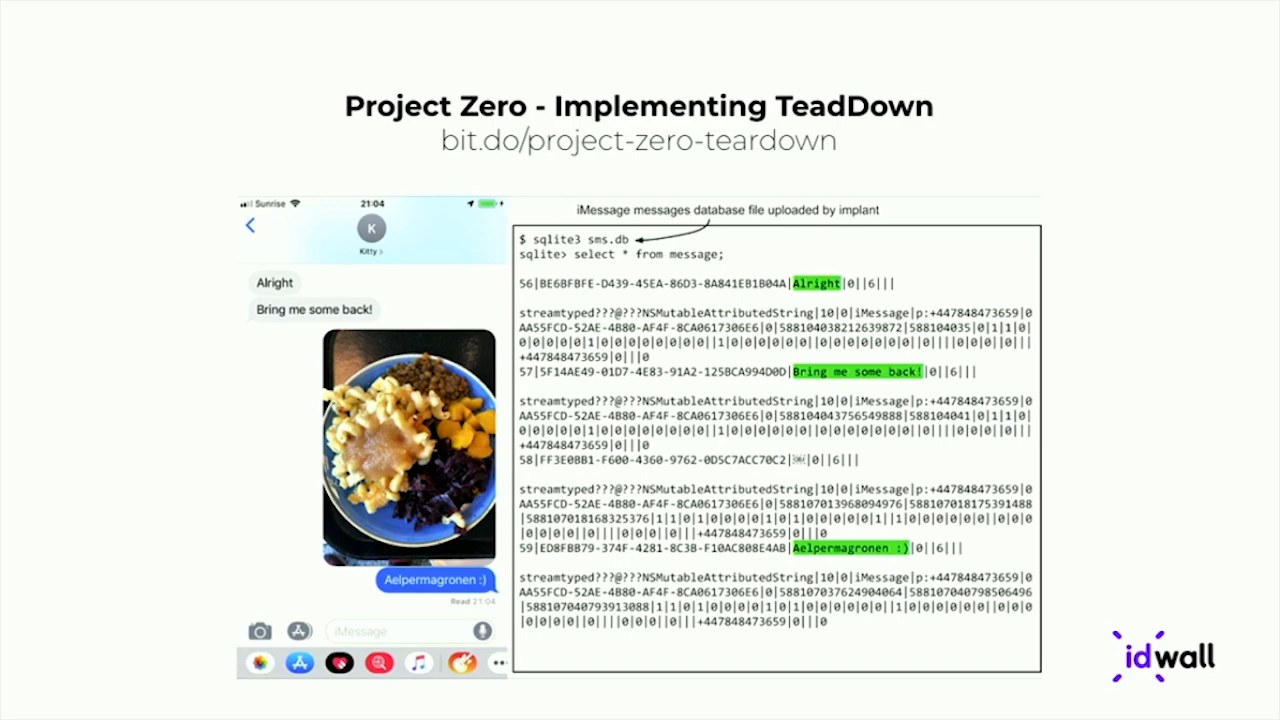 Project Zero - Implementing TeadDown
bit.do/project-zero-teardown
Sunrise
21:04
K
Kitty >
Alright
Bring me some back!
Aelpermagronen :)
Read 21:04
iMessage
iMessage messages database file uploaded by implant
$ sqlite3 sms.db
sqlite> select * from message;
56|BE6BFBFE-D439-45EA-86D3-8A841EB1B04A|Alright|0||6|||
streamtyped???@???NSMutableAttributedString|10|0|iMessage|p:+447848473659|0
AA55FCD-52AE-4B80-AF4F-8CA0617306E6|0|588104038212639872|588104035|0|1|1|0|
0|0|0|0|0|1|0|0|0|0|0|0|0|0||1|0|0|0|0|0||0|0|0|0|0|0||0|0||||0|0|0||0|||
+447848473659|0|||0
57|5F14AE49-01D7-4E83-91A2-125BCA994D0D|Bring me some back!|0||6|||
streamtyped???@???NSMutableAttributedString|10|0|iMessage|p:+447848473659|0
AA55FCD-52AE-4B80-AF4F-8CA0617306E6|0|588104043756549888|588104041|0|1|1|0|
0|0|0|0|0|1|0|0|0|0|0|0|0|0||1|0|0|0|0|0||0|0|0|0|0|0||0|0||||0|0|0||0|||
+447848473659|0|||0
58|FF3E0BB1-F600-4360-9762-0D5C7ACC70C2||0||6|||
streamtyped???@???NSMutableAttributedString|10|0|iMessage|p:+447848473659|0
AA55FCD-52AE-4B80-AF4F-8CA0617306E6|0|588107013968094976|588107018175391488
|588107018168325376|1|1|0|1|0|0|0|0|1|0|1|0|0|0|0|0|1||1|0|0|0|0|0|0||0|0|0
|0|0|0|0||0||||0|0|0||0|||+447848473659|0|||0
59|ED8FBB79-374F-4281-8C3B-F10AC808E4AB|Aelpermagronen :)|0||6|||
streamtyped???@???NSMutableAttributedString|10|0|iMessage|p:+447848473659|0
AA55FCD-52AE-4B80-AF4F-8CA0617306E6|0|588107037624904064|588107040798506496
|588107040793913088|1|1|0|1|0|0|0|0|1|0|1|0|0|0|0|0|0||1|0|0|0|0|0|0||0|0|0
|0|0|0|0||0||||0|0|0||0|||+447848473659|0|||0
idwall